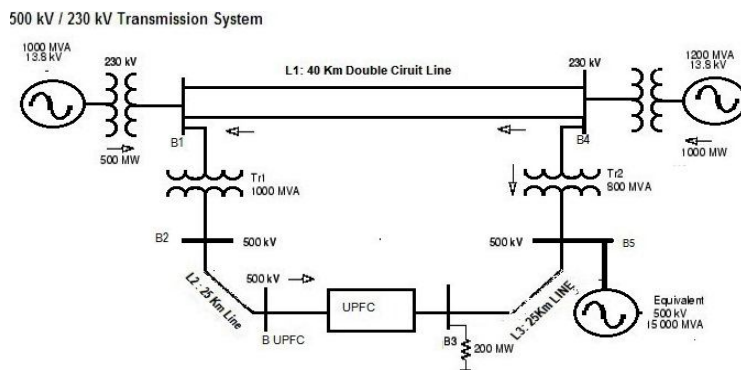 500 kV / 230 kV Transmission System
1000 MVA
13.8 kV
230 kV
L1: 40 Km Double Ciruit Line
230 kV
1200 MVA
13.8 kV
500 MW
B1
B4
1000 MW
Tr1
1000 MVA
Tr2
800 MVA
B2
500 kV
500 kV
B5
L2 : 25 Km Line
500 kV
UPFC
L3: 25Km LINE
B UPFC
B3
200 MW
Equivalent
500 kV
15 000 MVA